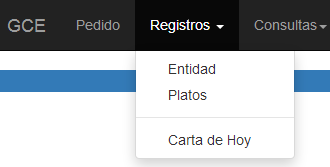 GCE Pedido Registros Consultas
Entidad
Platos
Carta de Hoy